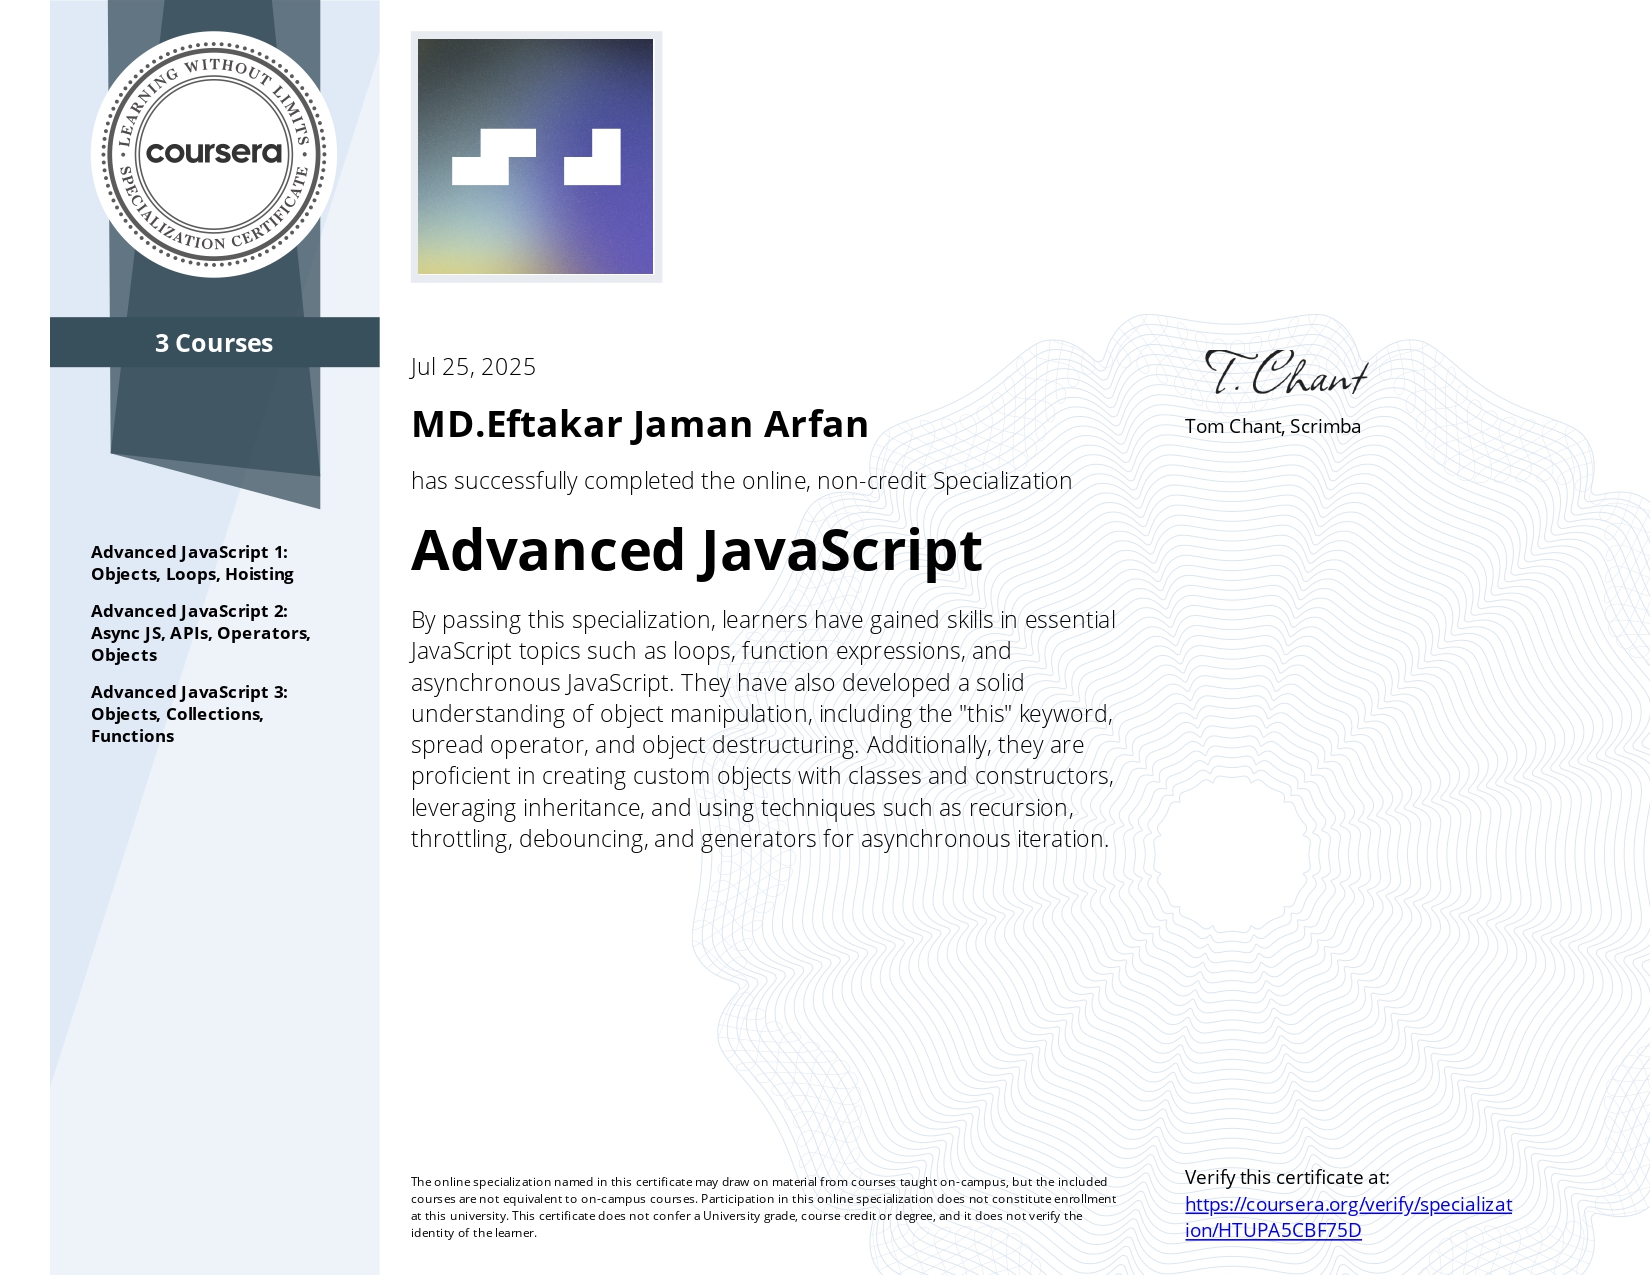 LEARNING WITHOUT LIMITS
coursera
SPECIALIZATION CERTIFICATE
3 Courses
Advanced JavaScript 1:
Objects, Loops, Hoisting
Advanced JavaScript 2:
Async JS, APIs, Operators,
Objects
Advanced JavaScript 3:
Objects, Collections,
Functions
Jul 25, 2025
MD.Eftakar Jaman Arfan
has successfully completed the online, non-credit Specialization
Advanced JavaScript
By passing this specialization, learners have gained skills in essential
JavaScript topics such as loops, function expressions, and
asynchronous JavaScript. They have also developed a solid
understanding of object manipulation, including the "this" keyword,
spread operator, and object destructuring. Additionally, they are
proficient in creating custom objects with classes and constructors,
leveraging inheritance, and using techniques such as recursion,
throttling, debouncing, and generators for asynchronous iteration.
T. Chant
Tom Chant, Scrimba
The online specialization named in this certificate may draw on material from courses taught on-campus, but the included
courses are not equivalent to on-campus courses. Participation in this online specialization does not constitute enrollment
at this university. This certificate does not confer a University grade, course credit or degree, and it does not verify the
identity of the learner.
Verify this certificate at:
https://coursera.org/verify/specializat
ion/HTUPA5CBF75D